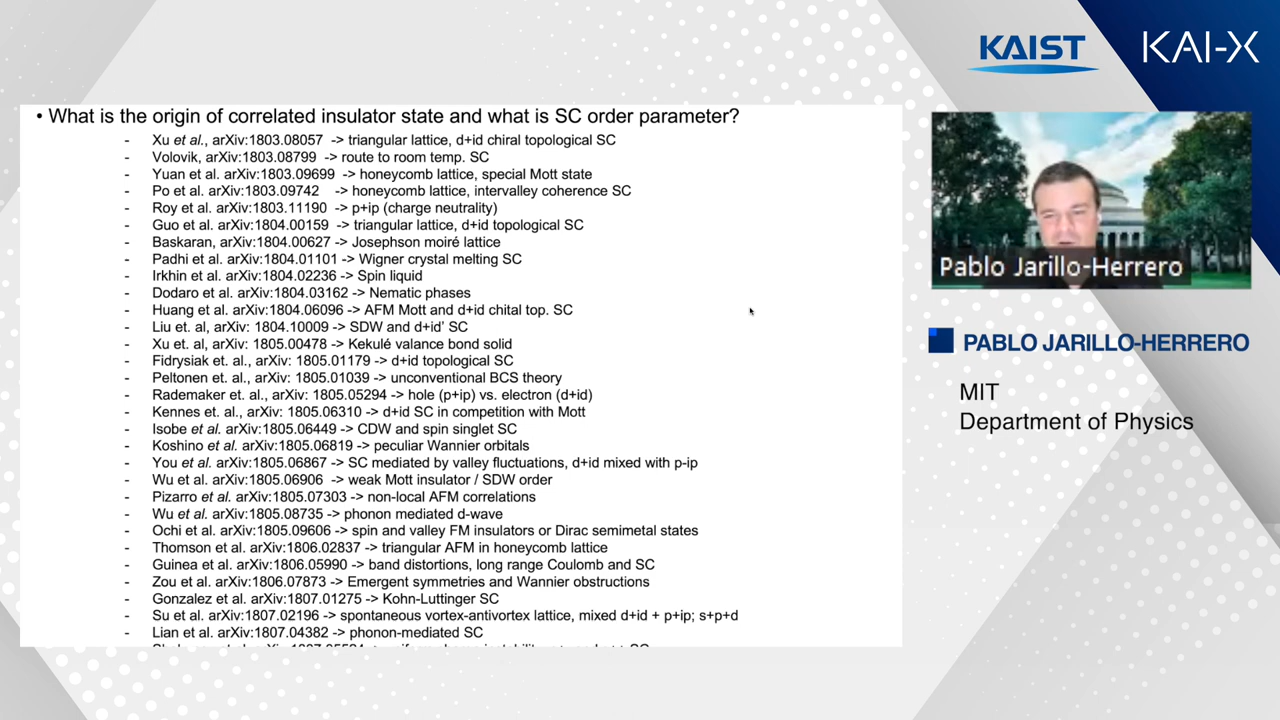 • What is the origin of correlated insulator state and what is SC order parameter?
- Xu et al., arXiv:1803.08057 -> triangular lattice, d+id chiral topological SC
- Volovik, arXiv:1803.08799 -> route to room temp. SC
- Yuan et al. arXiv:1803.09699 -> honeycomb lattice, special Mott state
- Po et al. arXiv:1803.09742 -> honeycomb lattice, intervalley coherence SC
- Roy et al. arXiv:1803.11190 -> p+ip (charge neutrality)
- Guo et al. arXiv:1804.00159 -> triangular lattice, d+id topological SC
- Baskaran, arXiv:1804.00627 -> Josephson moiré lattice
- Padhi et al. arXiv:1804.01101 -> Wigner crystal melting SC
- Irkhin et al. arXiv:1804.02236 -> Spin liquid
- Dodaro et al. arXiv:1804.03162 -> Nematic phases
- Huang et al. arXiv:1804.06096 -> AFM Mott and d+id chital top. SC
- Liu et. al, arXiv: 1804.10009 -> SDW and d+id' SC
- Xu et. al. arXiv:1805.00478 -> Kekulé valance bond solid
- Fidrysiak et. al., arXiv: 1805.01179 -> d+id topological SC
- Peltonen et. al., arXiv: 1805.01039 -> unconventional BCS theory
- Rademaker et. al., arXiv: 1805.05294 -> hole (p+ip) vs. electron (d+id)
- Kennes et. al., arXiv: 1805.06310 -> d+id SC in competition with Mott
- Isobe et al. arXiv:1805.06449 -> CDW and spin singlet SC
- Koshino et al. arXiv:1805.06819 -> peculiar Wannier orbitals
- You et al. arXiv:1805.06867 -> SC mediated by valley fluctuations, d+id mixed with p-ip
- Wu et al. arXiv:1805.06906 -> weak Mott insulator / SDW order
- Pizarro et al. arXiv:1805.07303 -> non-local AFM correlations
- Wu et al. arXiv:1805.08735 -> phonon mediated d-wave
- Ochi et al. arXiv:1805.09606 -> spin and valley FM insulators or Dirac semimetal states
- Thomson et al. arXiv:1806.02837 -> triangular AFM in honeycomb lattice
- Guinea et al. arXiv:1806.05990 -> band distortions, long range Coulomb and SC
- Zou et al. arXiv:1806.07873 -> Emergent symmetries and Wannier obstructions
- Gonzalez et al. arXiv:1807.01275 -> Kohn-Luttinger SC
- Su et al. arXiv:1807.02196 -> spontaneous vortex-antivortex lattice, mixed d+id + p+ip; s+p+d
- Lian et al. arXiv:1807.04382 -> phonon-mediated SC
KAIST
KAI-X
Pablo Jarillo-Herrero
PABLO JARILLO-HERRERO
MIT
Department of Physics